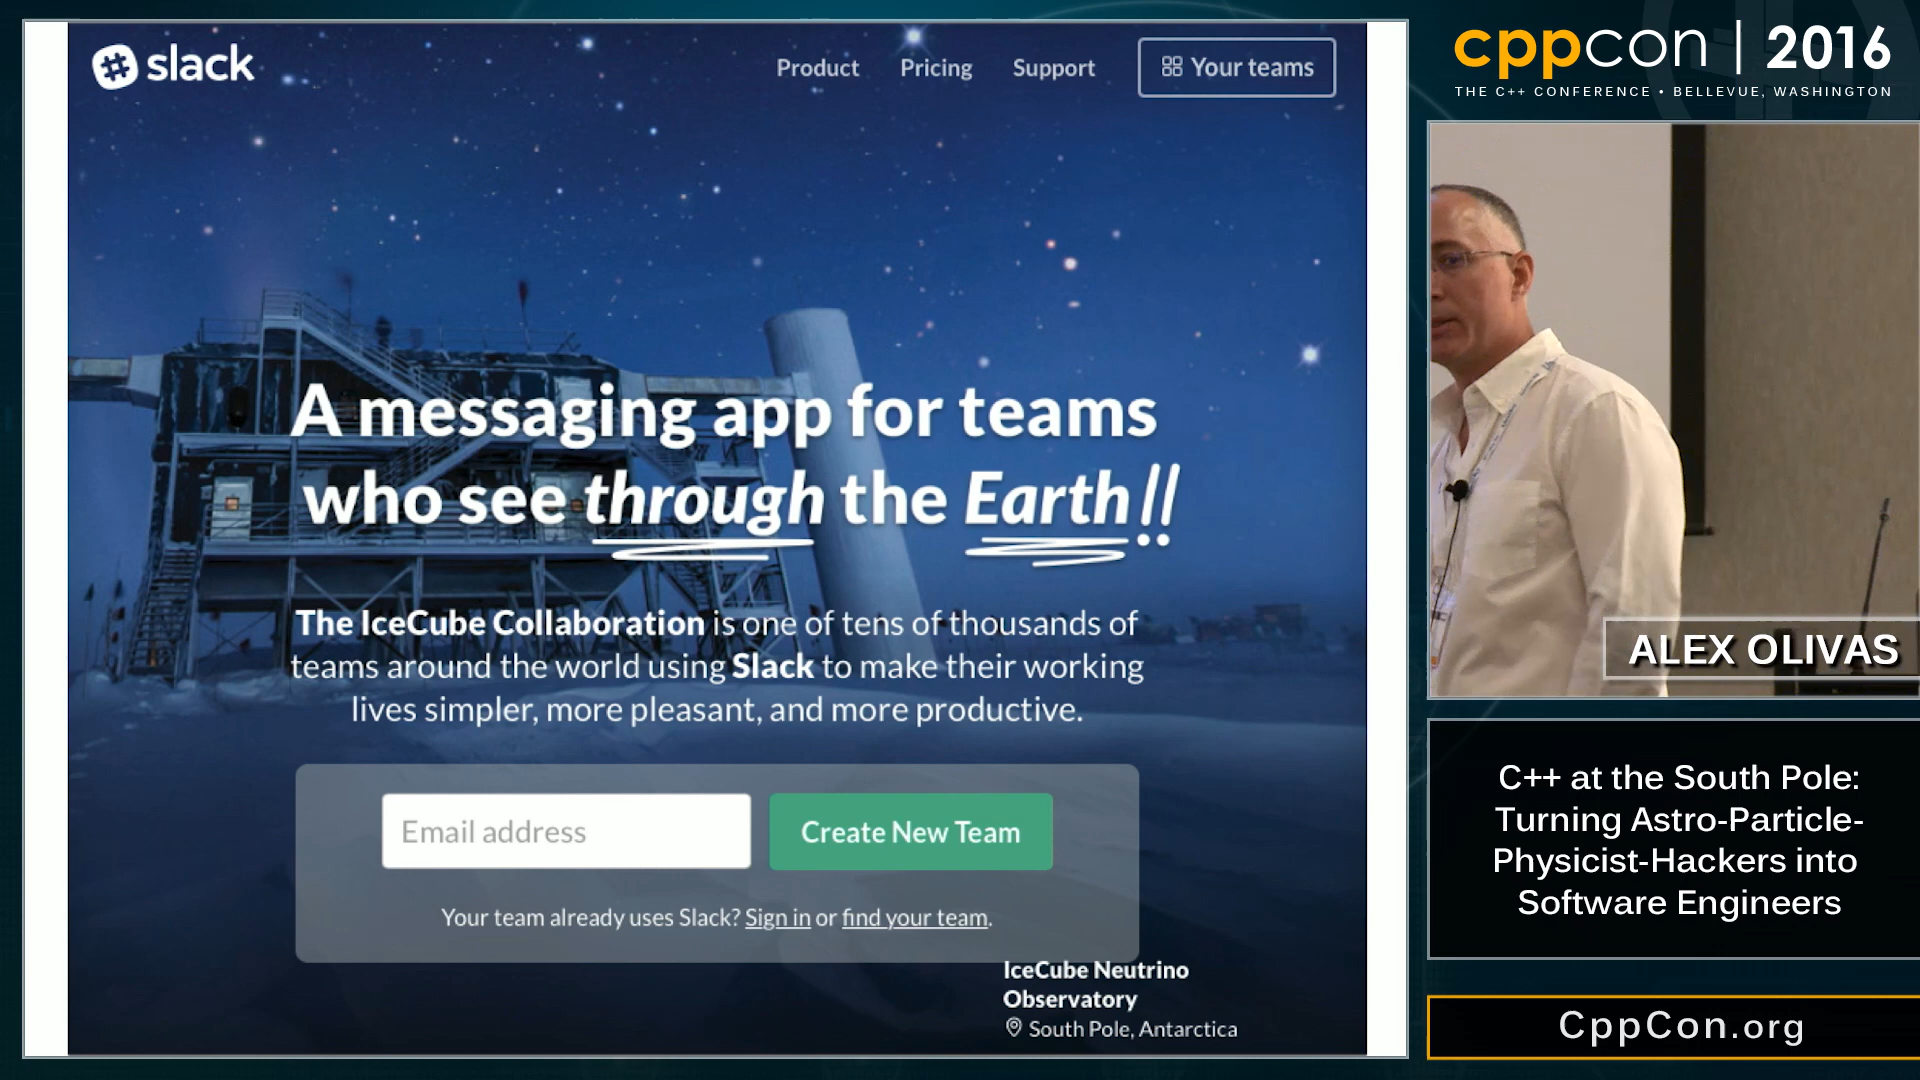 slack
Product
Pricing
Support
Your teams
A messaging app for teams
who see through the Earth!!
The IceCube Collaboration is one of tens of thousands of
teams around the world using Slack to make their working
lives simpler, more pleasant, and more productive.
Email address
Create New Team
Your team already uses Slack? Sign in or find your team.
IceCube Neutrino
Observatory
South Pole, Antarctica
cppcon | 2016
THE C++ CONFERENCE • BELLEVUE, WASHINGTON
ALEX OLIVAS
C++ at the South Pole:
Turning Astro-Particle-
Physicist-Hackers into
Software Engineers
CppCon.org